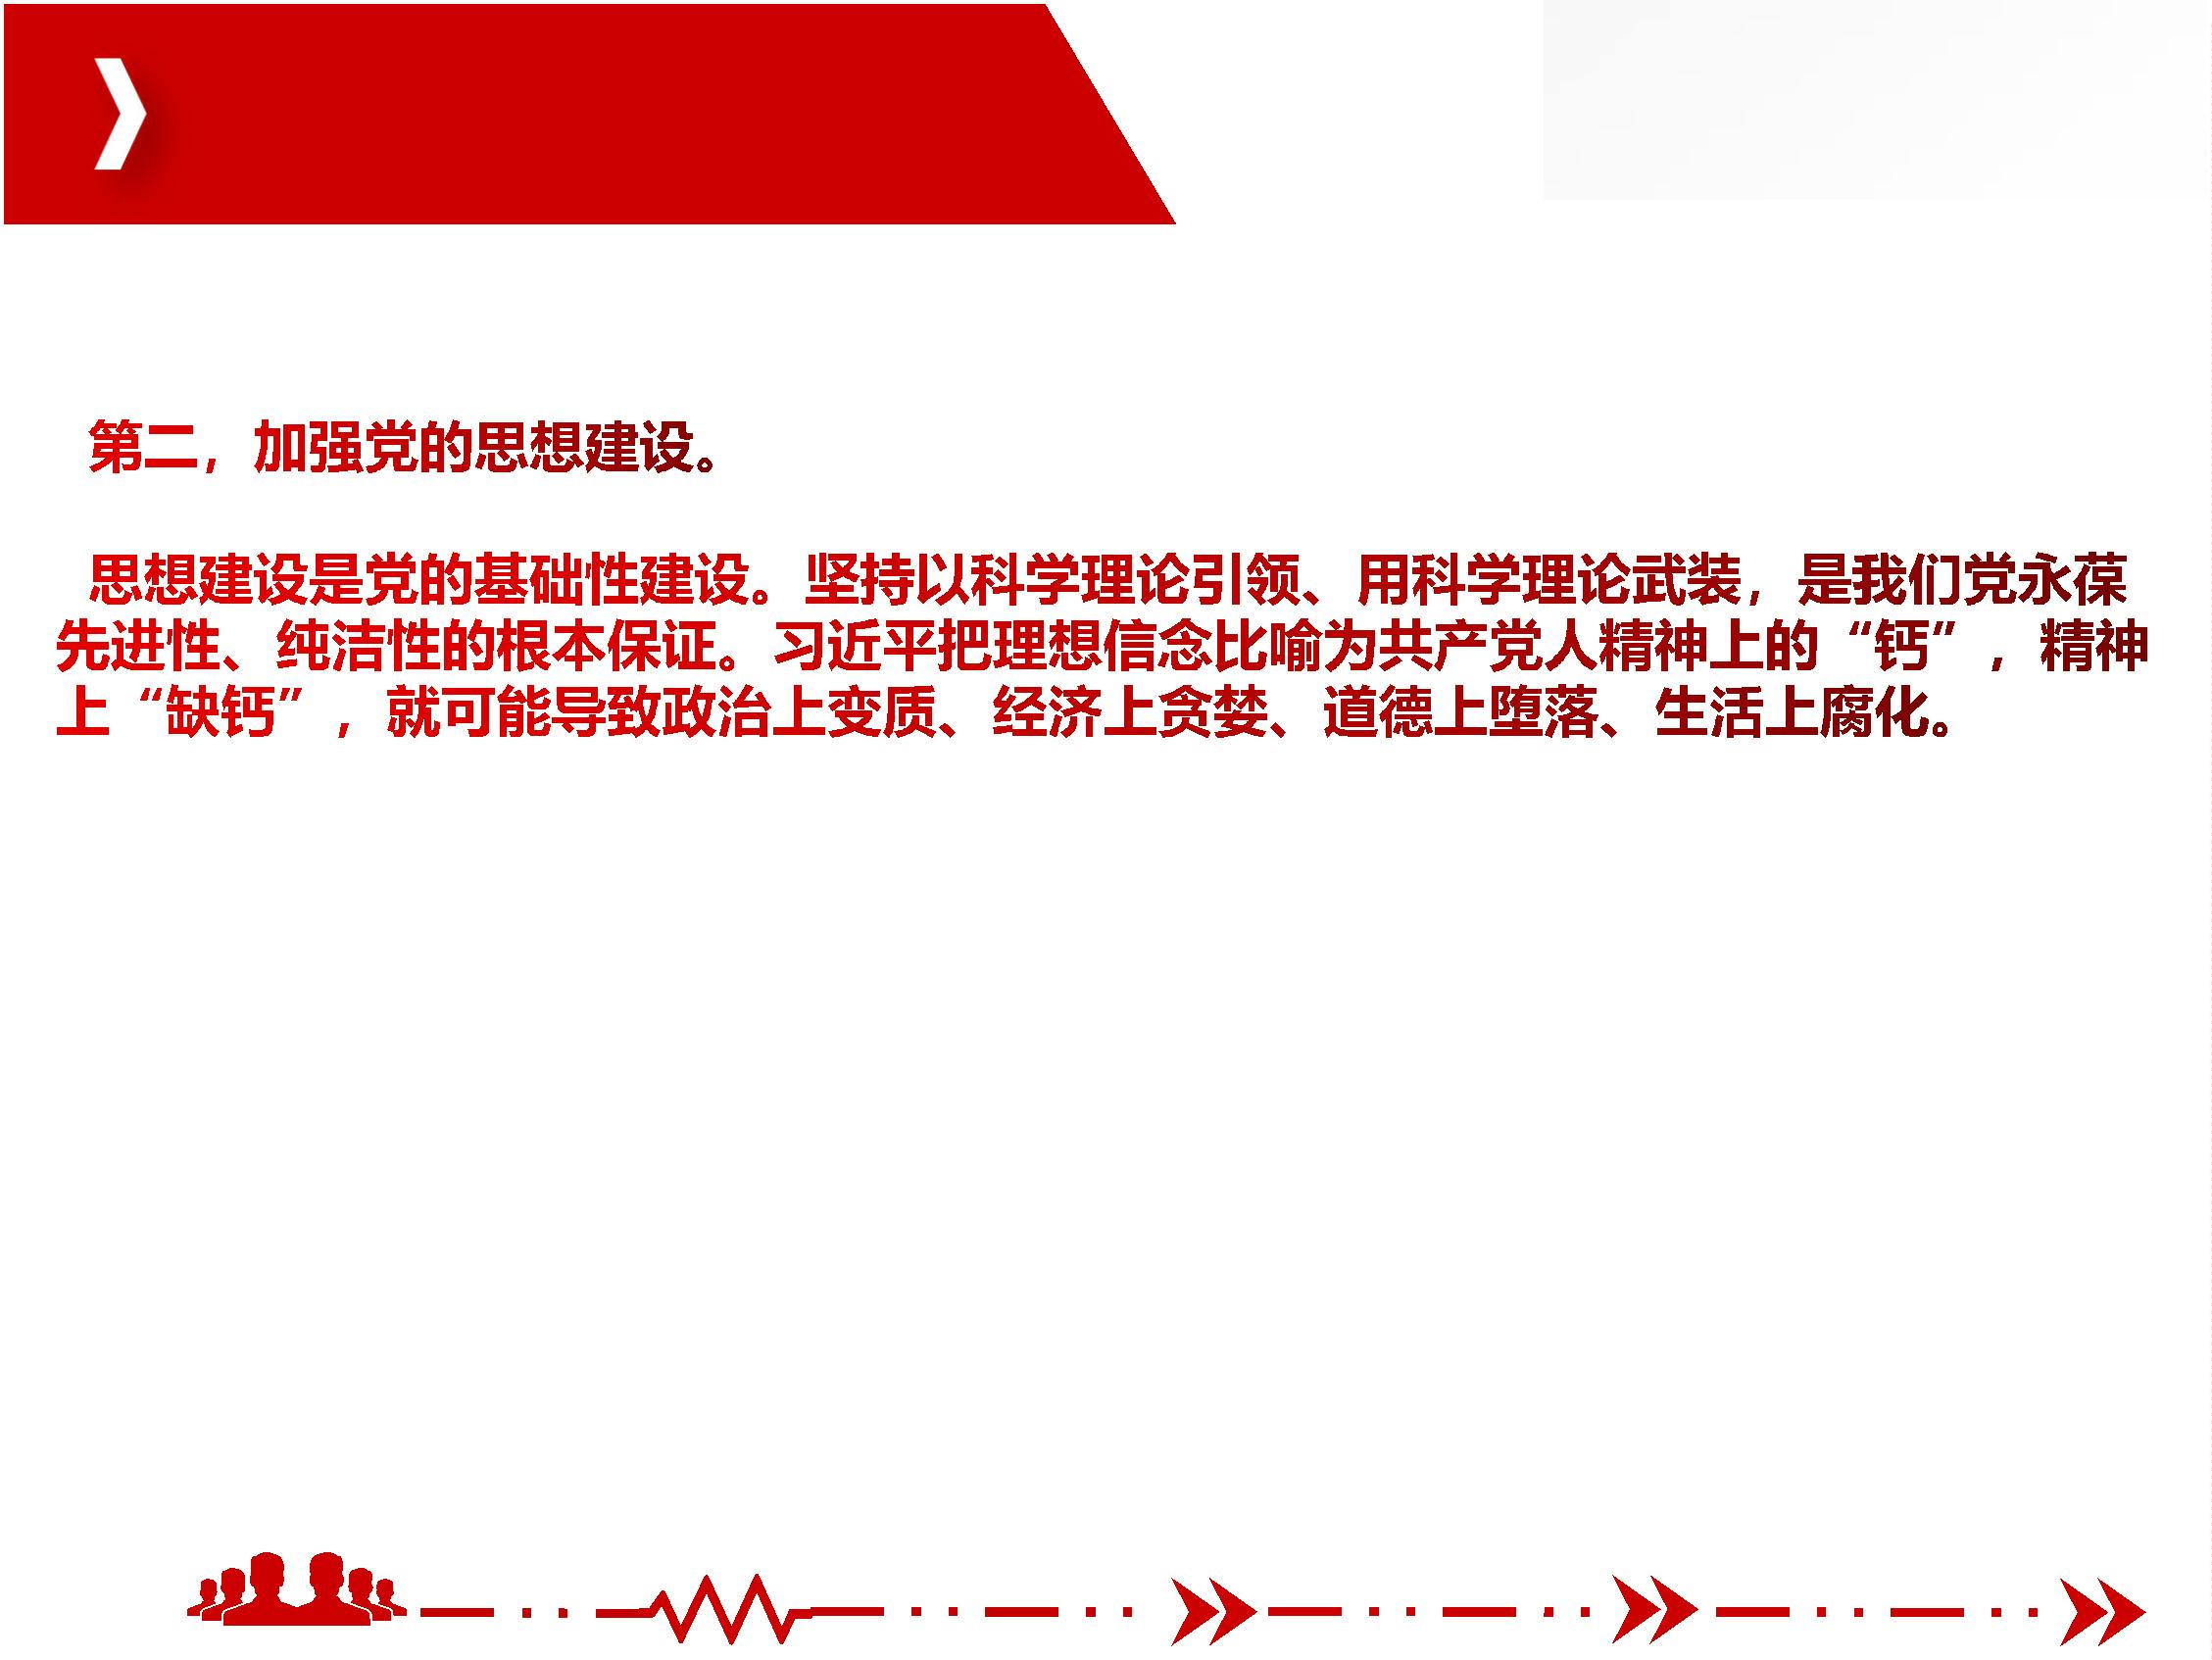 第二，加强党的思想建设。
思想建设是党的基础性建设。坚持以科学理论引领、用科学理论武装，是我们党永葆
先进性、纯洁性的根本保证。习近平把理想信念比喻为共产党人精神上的“钙”，精神
上“缺钙”，就可能导致政治上变质、经济上贪婪、道德上堕落、生活上腐化。